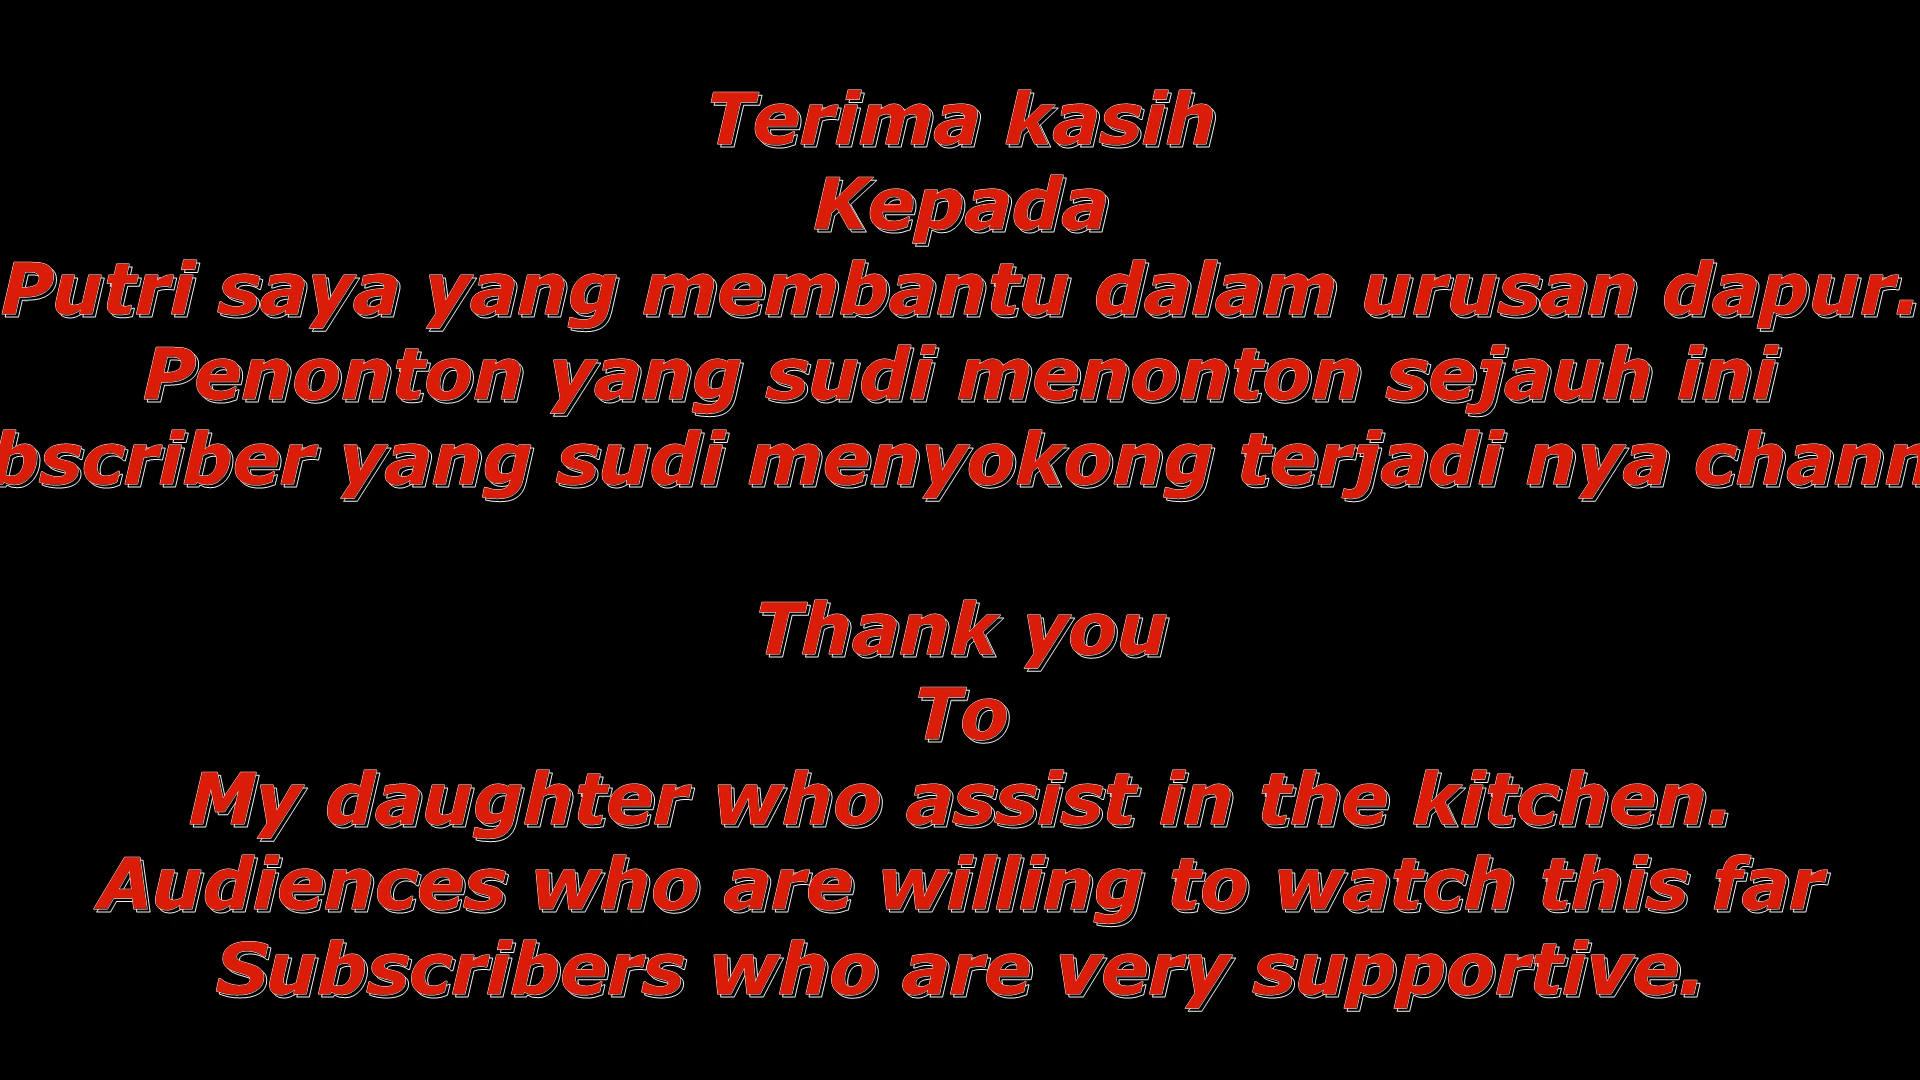 Terima kasih
Kepada
Putri saya yang membantu dalam urusan dapur.
Penonton yang sudi menonton sejauh ini
bscriber yang sudi menyokong terjadi nya chann
Thank you
To
My daughter who assist in the kitchen.
Audiences who are willing to watch this far
Subscribers who are very supportive.